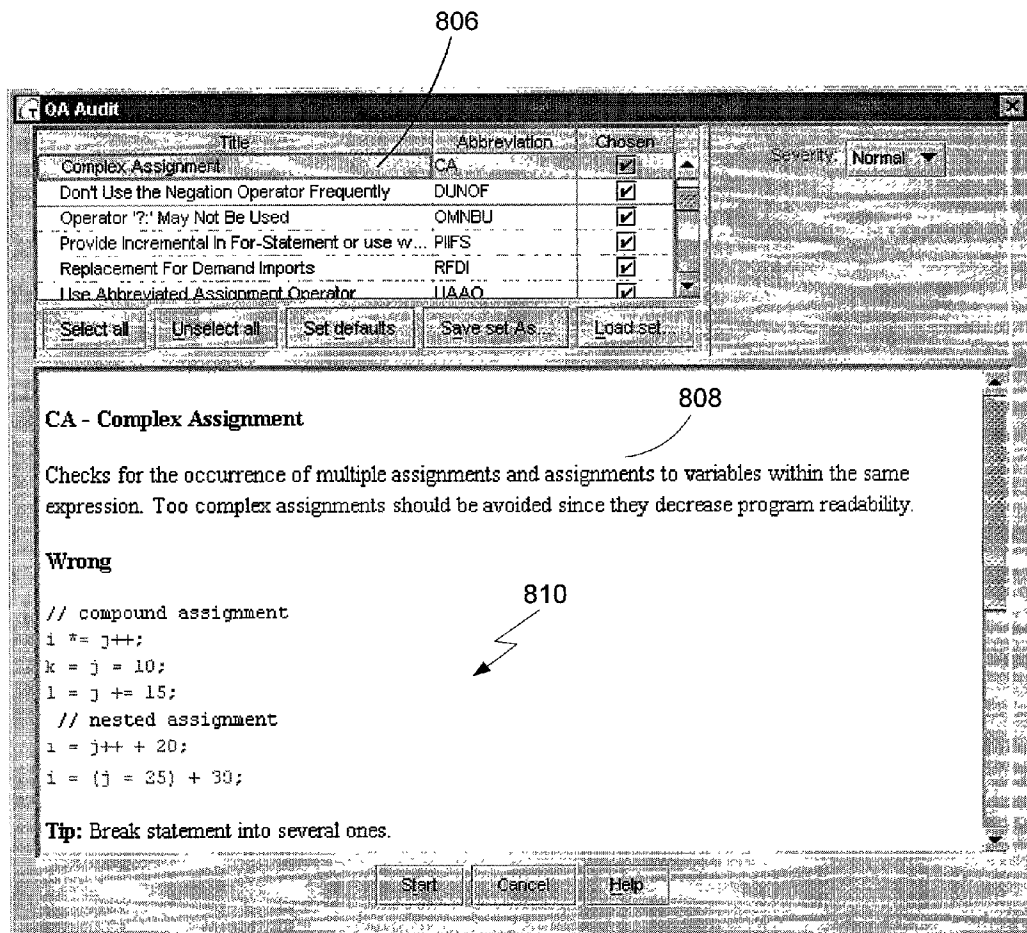 806
QA Audit
Title Abbreviation Chosen
Complex Assignment CA
Don't Use the Negation Operator Frequently DUNOF
Operator '?:' May Not Be Used OMNBU
Provide Incremental In For-Statement or use w... PIIFS
Replacement For Demand Imports RFDI
Use Abbreviated Assignment Operator UAAO
Severity: Normal
Select all Unselect all Set defaults Save set As... Load set...
808
CA - Complex Assignment
Checks for the occurrence of multiple assignments and assignments to variables within the same
expression. Too complex assignments should be avoided since they decrease program readability.
Wrong
810
// compound assignment
i *= j++;
k = j = 10;
l = j += 15;
// nested assignment
i = j++ + 20;
i = (j = 25) + 30;
Tip: Break statement into several ones.
Start Cancel Help